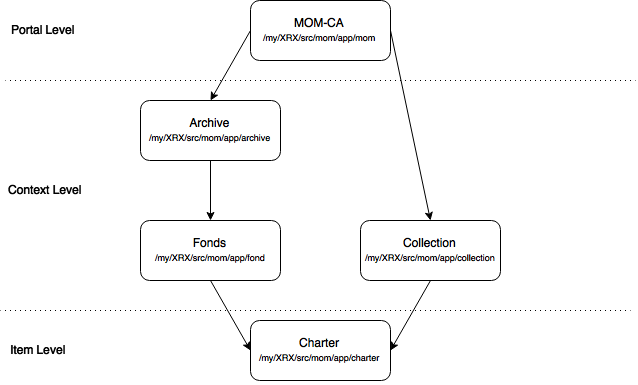 Portal Level
MOM-CA
/my/XRX/src/mom/app/mom
Archive
/my/XRX/src/mom/app/archive
Context Level
Fonds
/my/XRX/src/mom/app/fond
Collection
/my/XRX/src/mom/app/collection
Item Level
Charter
/my/XRX/src/mom/app/charter